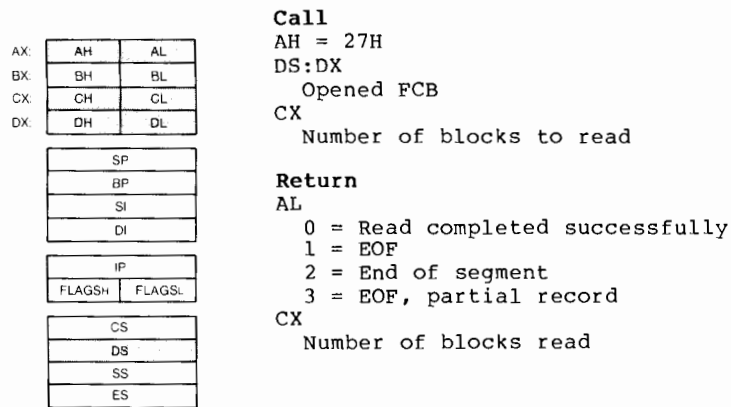 AX: AH AL
BX: BH BL
CX: CH CL
DX: DH DL
SP
BP
SI
DI
IP
FLAGSH FLAGSL
CS
DS
SS
ES
Call
AH = 27H
DS:DX
Opened FCB
CX
Number of blocks to read
Return
AL
0 = Read completed successfully
1 = EOF
2 = End of segment
3 = EOF, partial record
CX
Number of blocks read